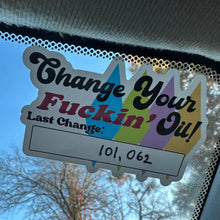 Change Your
Fuckin' Oil!
Last Change:
101,062